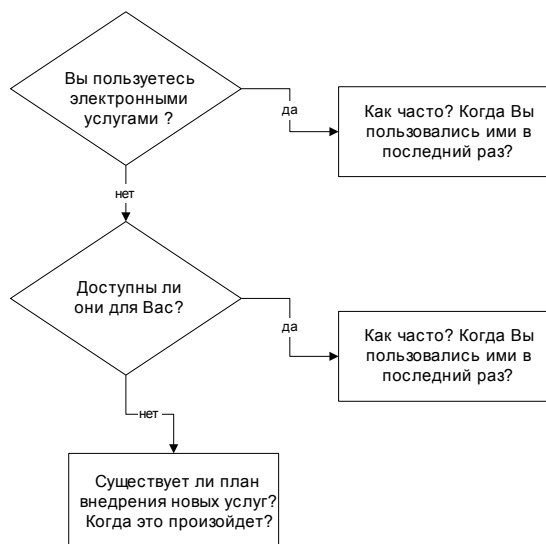 Вы пользуетесь
электронными
услугами ?
да
Как часто? Когда Вы
пользовались ими в
последний раз?
нет
Доступны ли
они для Вас?
да
Как часто? Когда Вы
пользовались ими в
последний раз?
нет
Существует ли план
внедрения новых услуг?
Когда это произойдет?